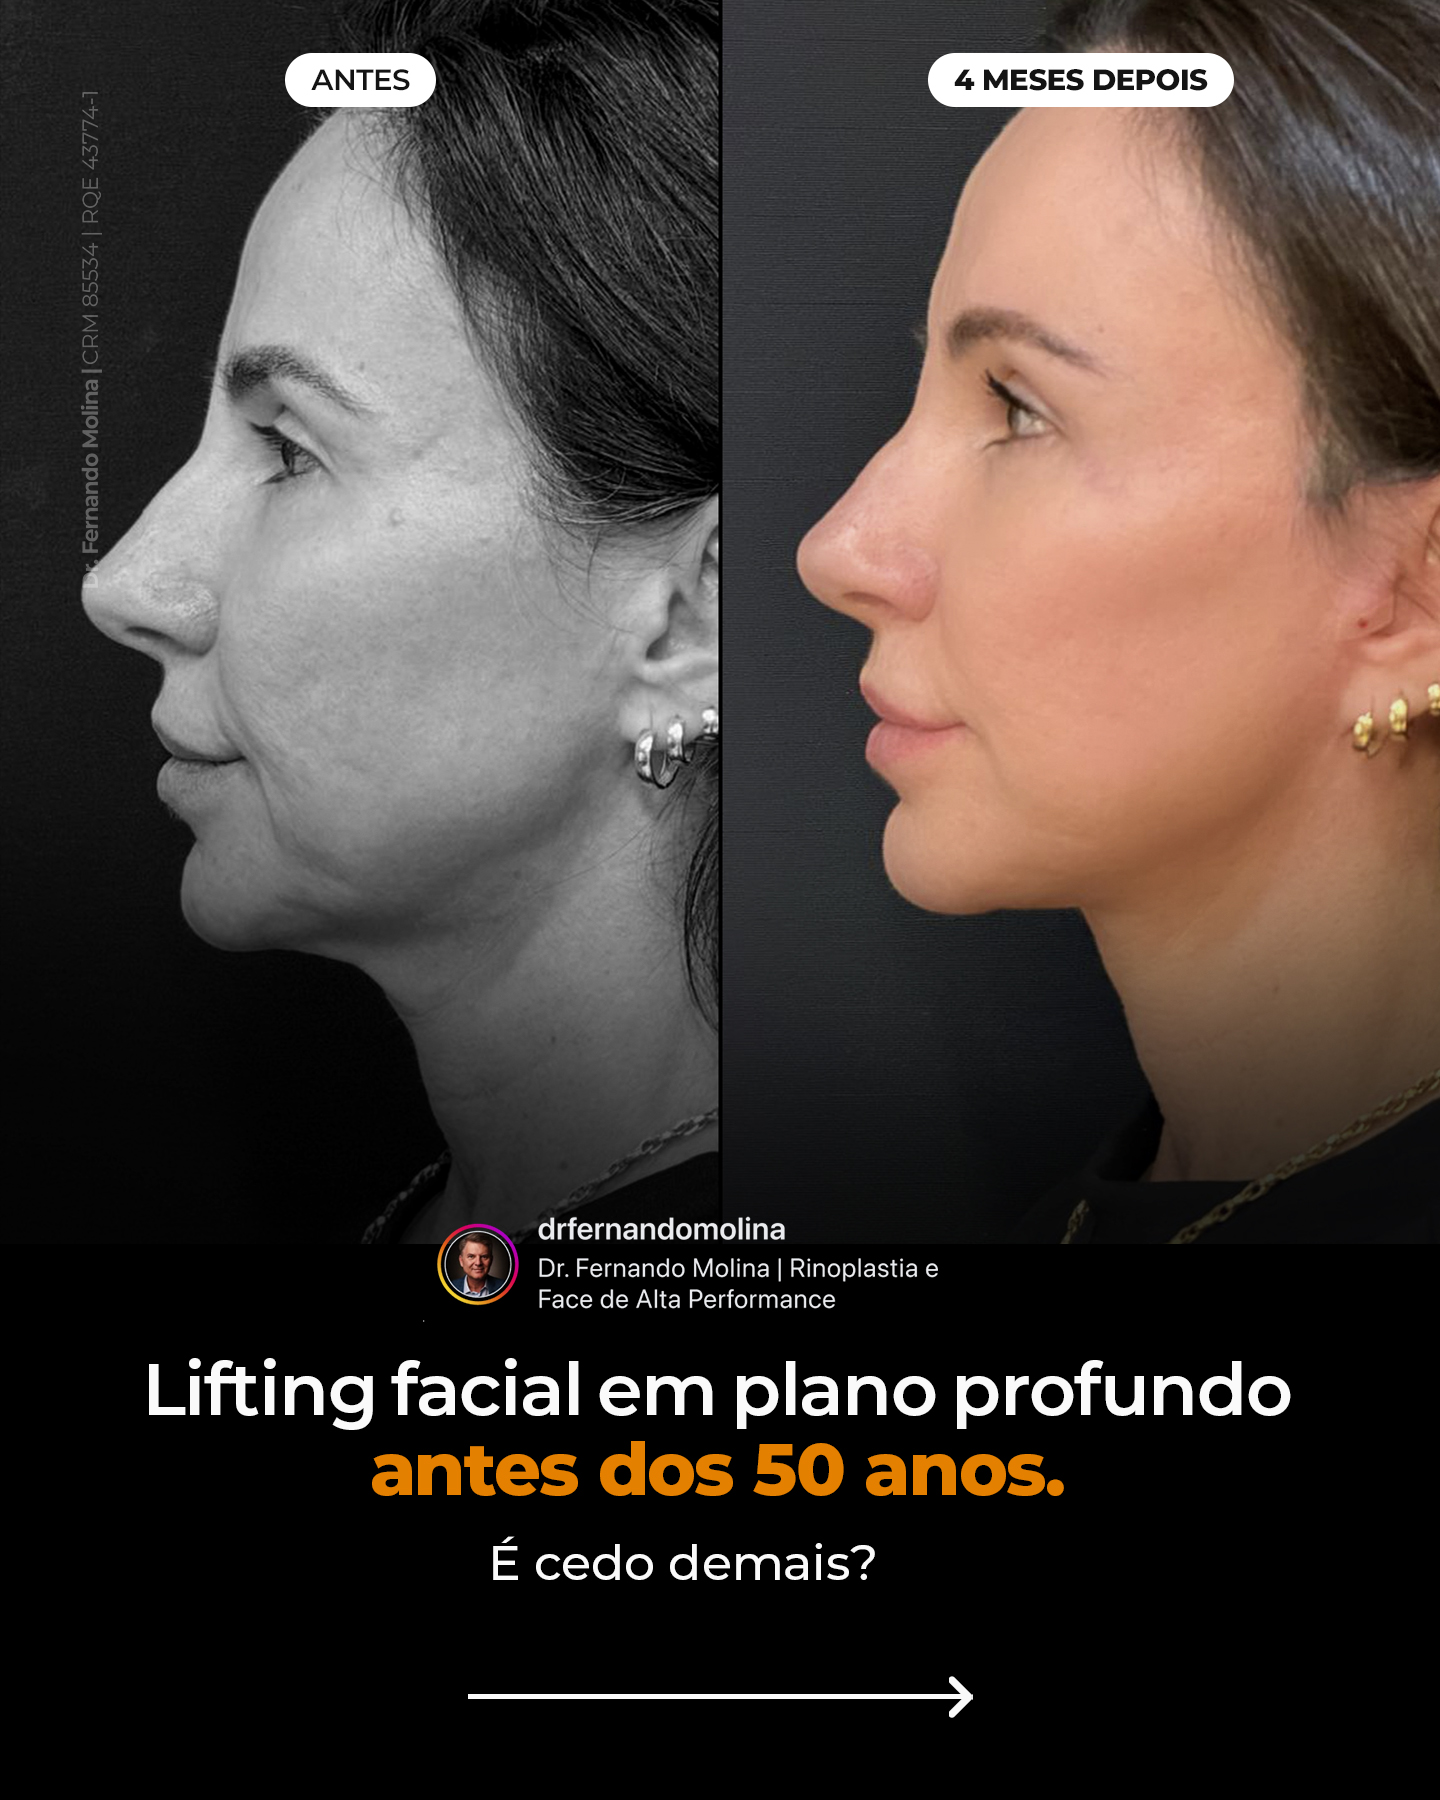 ANTES
4 MESES DEPOIS
Dr. Fernando Molina | CRM 85534 | RQE 43774-1
drfernandomolina
Dr. Fernando Molina | Rinoplastia e
Face de Alta Performance
Lifting facial em plano profundo
antes dos 50 anos.
É cedo demais?